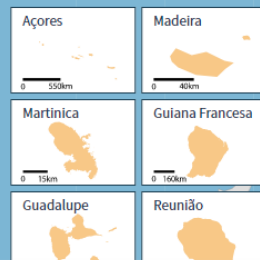 Açores
0 550km
Madeira
0 40km
Martinica
0 15km
Guiana Francesa
0 160km
Guadalupe
Reunião